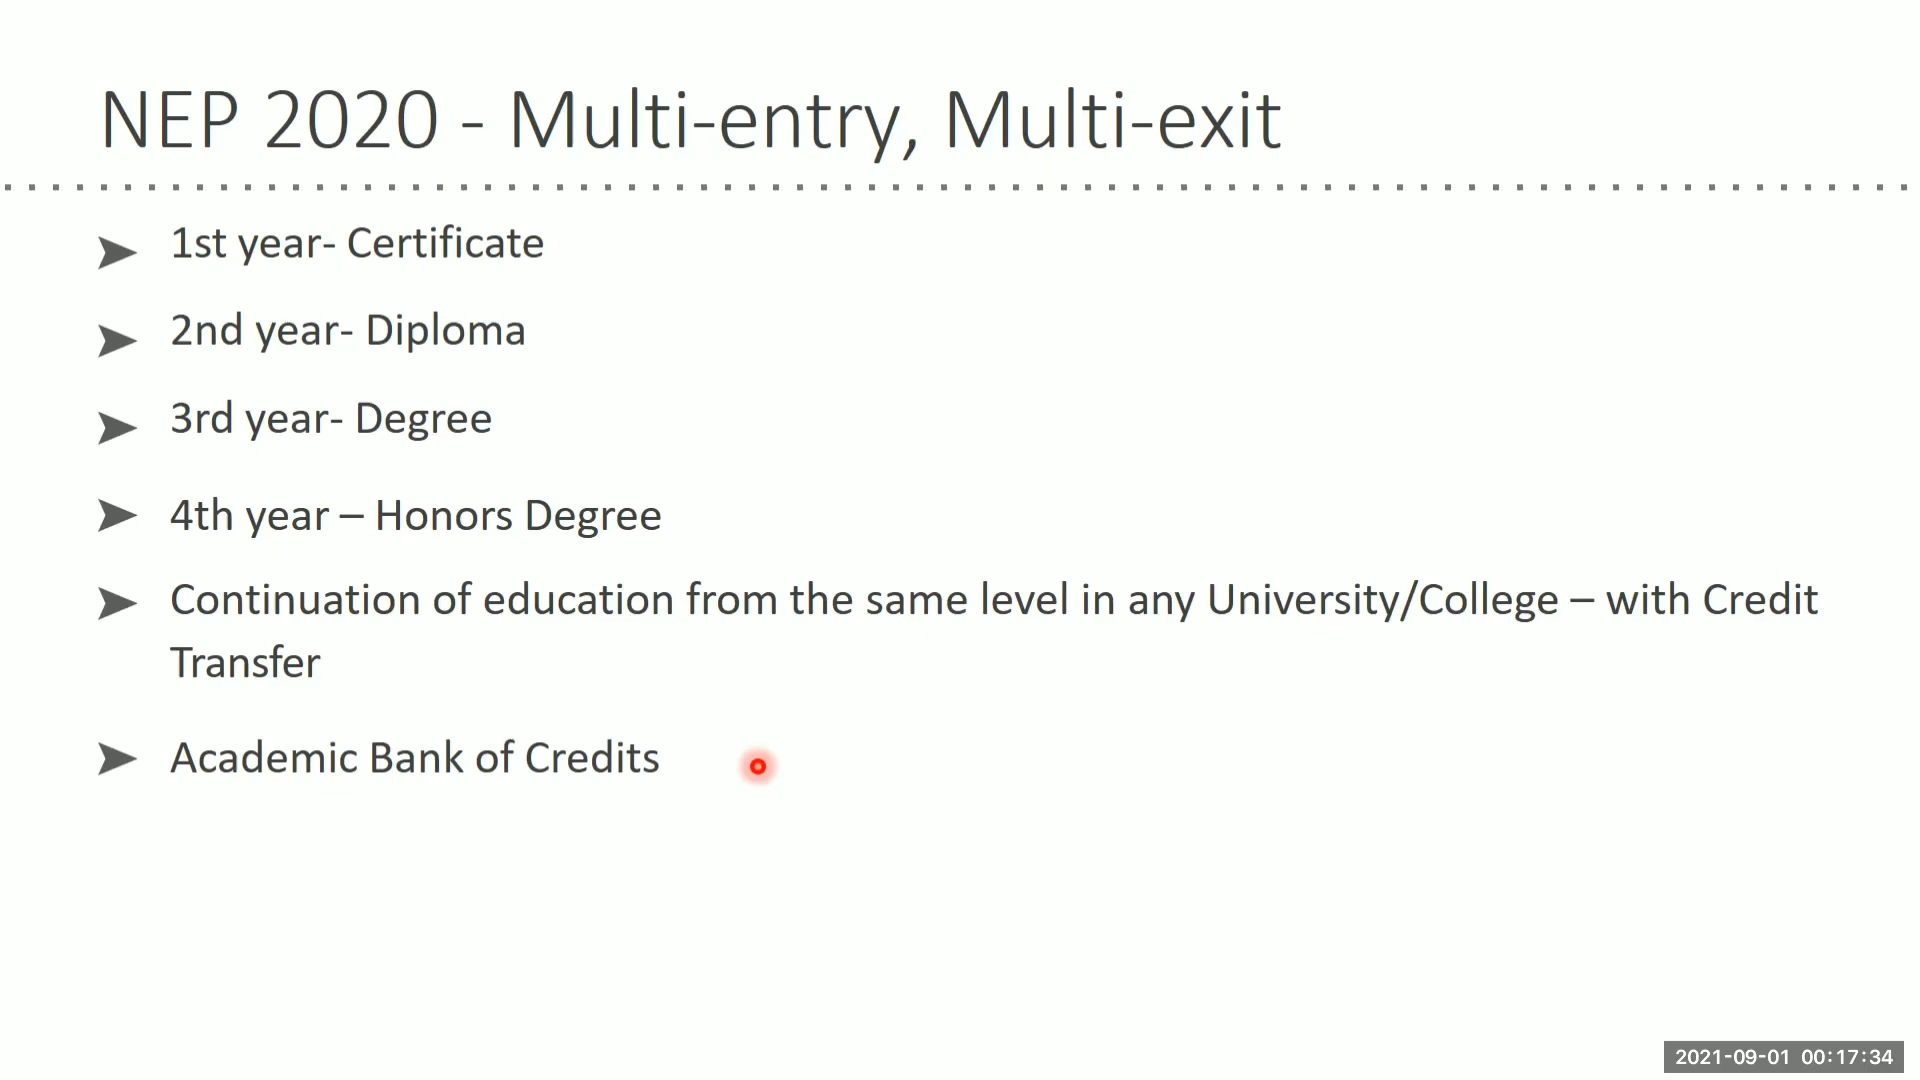 NEP 2020 - Multi-entry, Multi-exit
1st year- Certificate
2nd year- Diploma
3rd year- Degree
4th year – Honors Degree
Continuation of education from the same level in any University/College – with Credit
Transfer
Academic Bank of Credits
2021-09-01 00:17:34